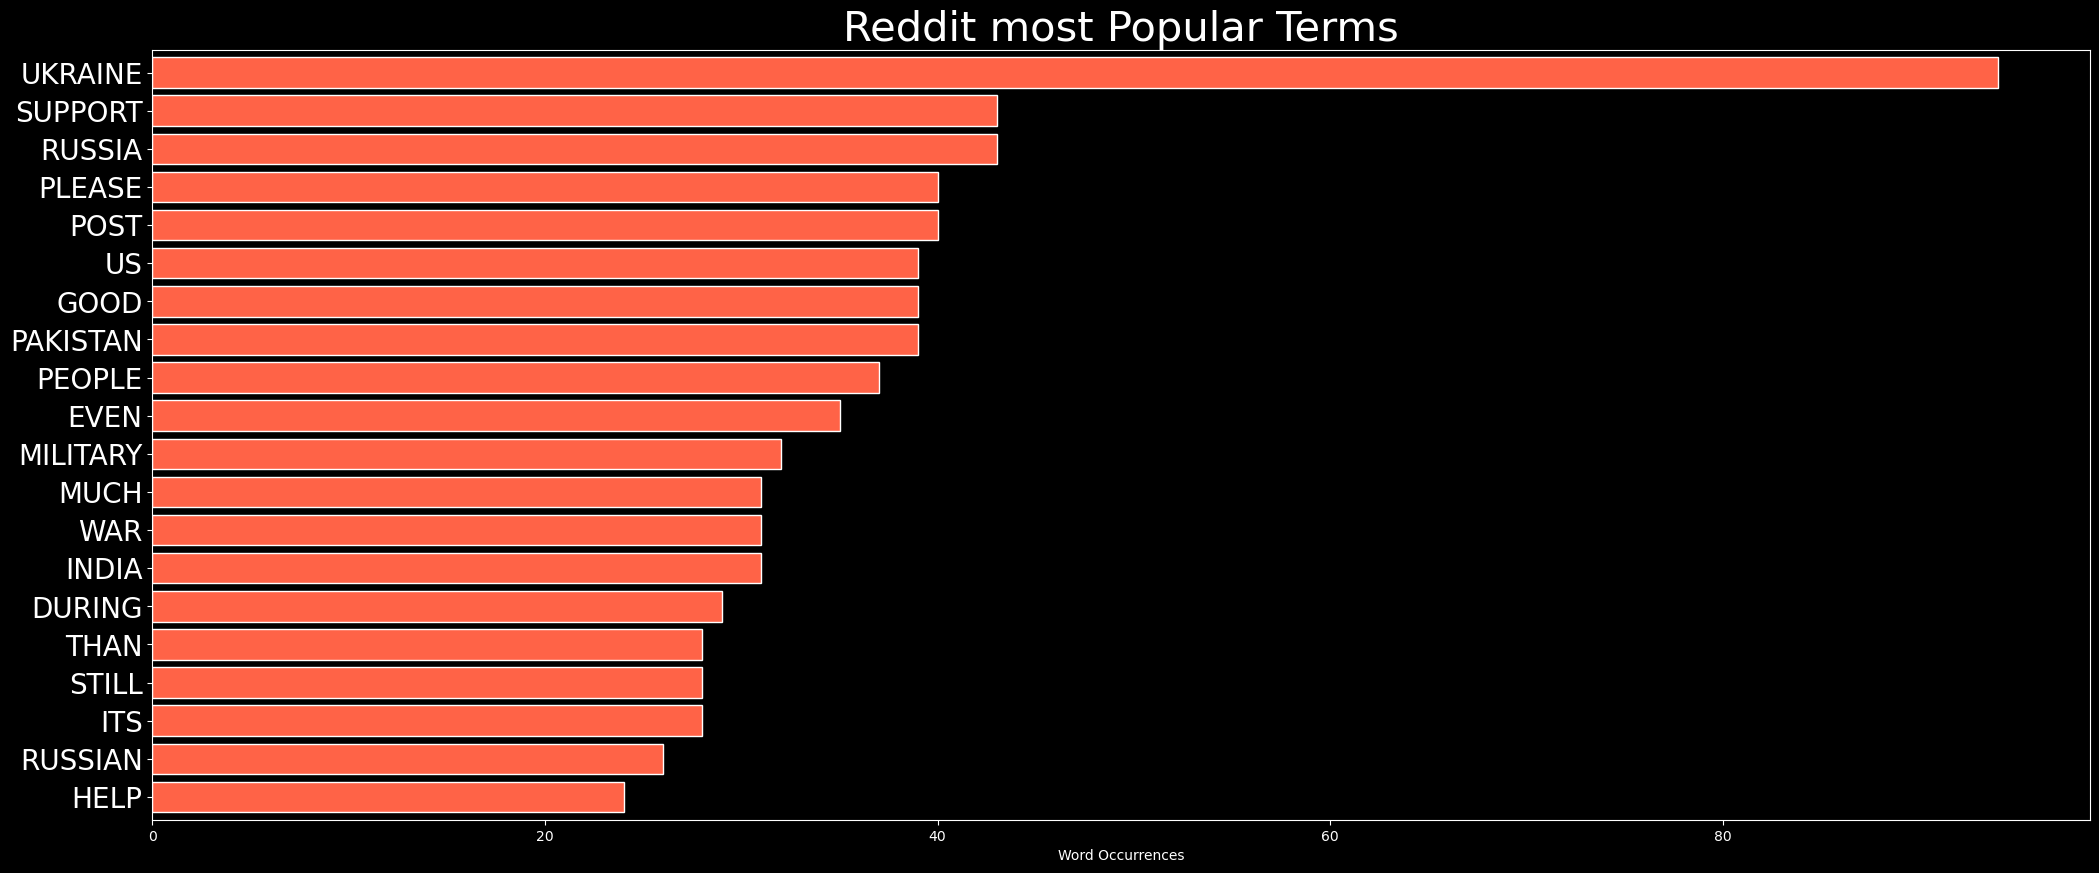 Reddit most Popular Terms
UKRAINE
SUPPORT
RUSSIA
PLEASE
POST
US
GOOD
PAKISTAN
PEOPLE
EVEN
MILITARY
MUCH
WAR
INDIA
DURING
THAN
STILL
ITS
RUSSIAN
HELP
0 20 40 60 80
Word Occurrences